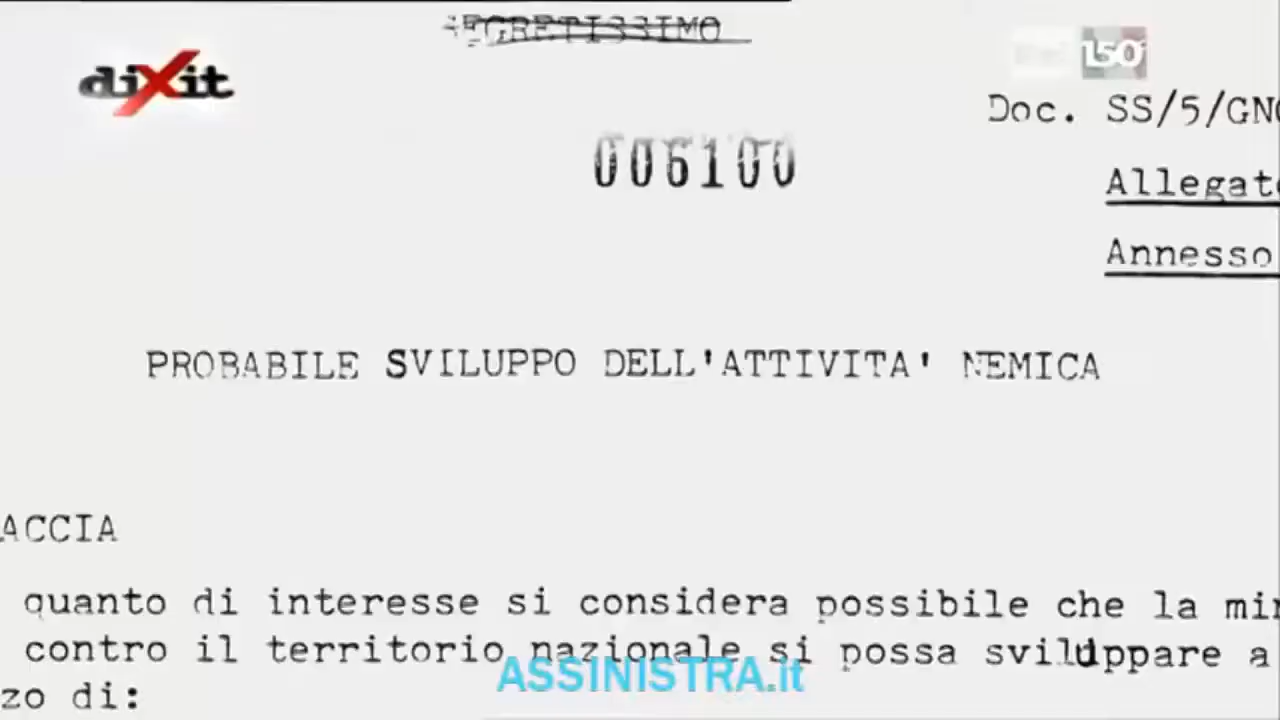 SEGRETISSIMO
diXit
150°
Doc. SS/5/GN
006100
Allegat
Annesso
PROBABILE SVILUPPO DELL'ATTIVITA' NEMICA
ACCIA
quanto di interesse si considera possibile che la mi
contro il territorio nazionale si possa sviluppare a
zo di:
ASSINISTRA.it